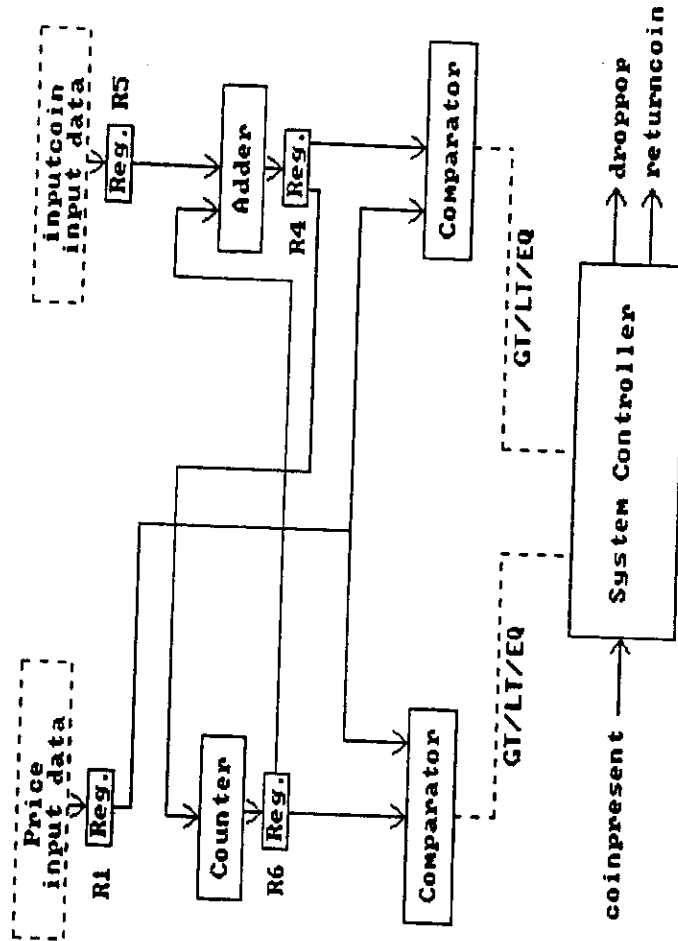 Price
input data
inputcoin
input data
R1
Reg.
Reg.
R5
Counter
Adder
R6
Reg.
R4
Reg.
Comparator
Comparator
GT/LT/EQ
GT/LT/EQ
coinpresent
System Controller
droppop
returncoin